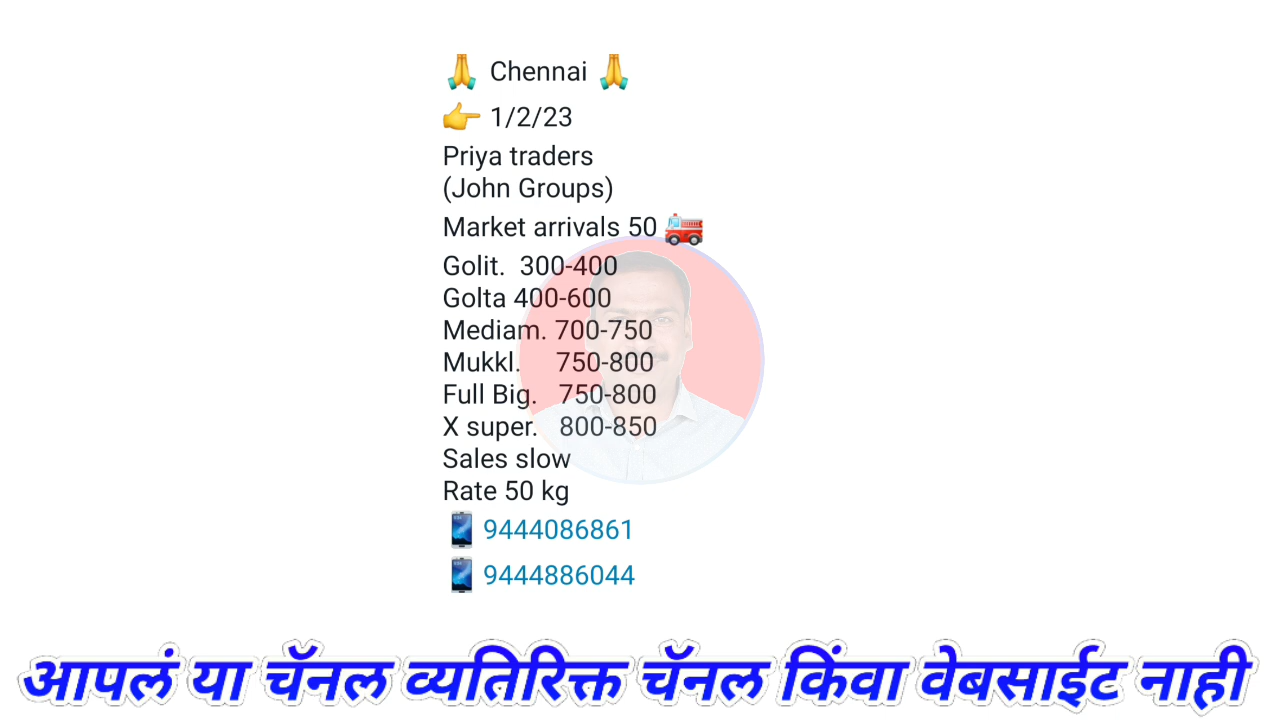 🙏 Chennai 🙏
👉 1/2/23
Priya traders
(John Groups)
Market arrivals 50 🚒
Golit. 300-400
Golta 400-600
Mediam. 700-750
Mukkl. 750-800
Full Big. 750-800
X super. 800-850
Sales slow
Rate 50 kg
📱 9444086861
📱 9444886044
आपलं या चॅनल व्यतिरिक्त चॅनल किंवा वेबसाईट नाही